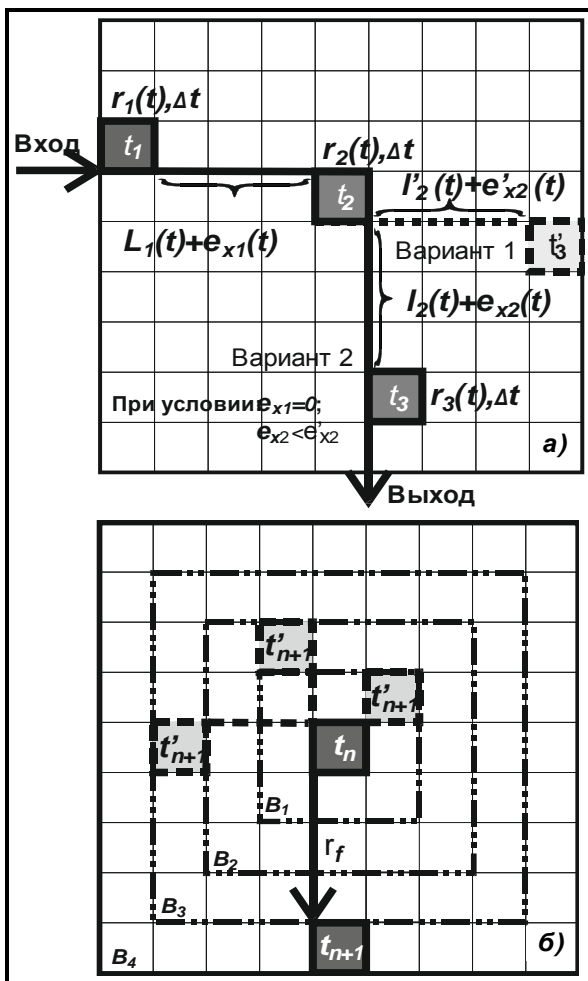 r₁(t),Δt
Вход
t₁
r₂(t),Δt
t₂
l'₂(t)+e'ₓ₂(t)
L₁(t)+eₓ₁(t)
Вариант 1
t'₃
l₂(t)+eₓ₂(t)
Вариант 2
При условии: eₓ₁=0;
eₓ₂<e'ₓ₂
t₃
r₃(t),Δt
а)
Выход
t'ₙ₊₁
t'ₙ₊₁
t'ₙ₊₁
tₙ
B₁
r_f
B₂
B₃
tₙ₊₁
б)
B₄